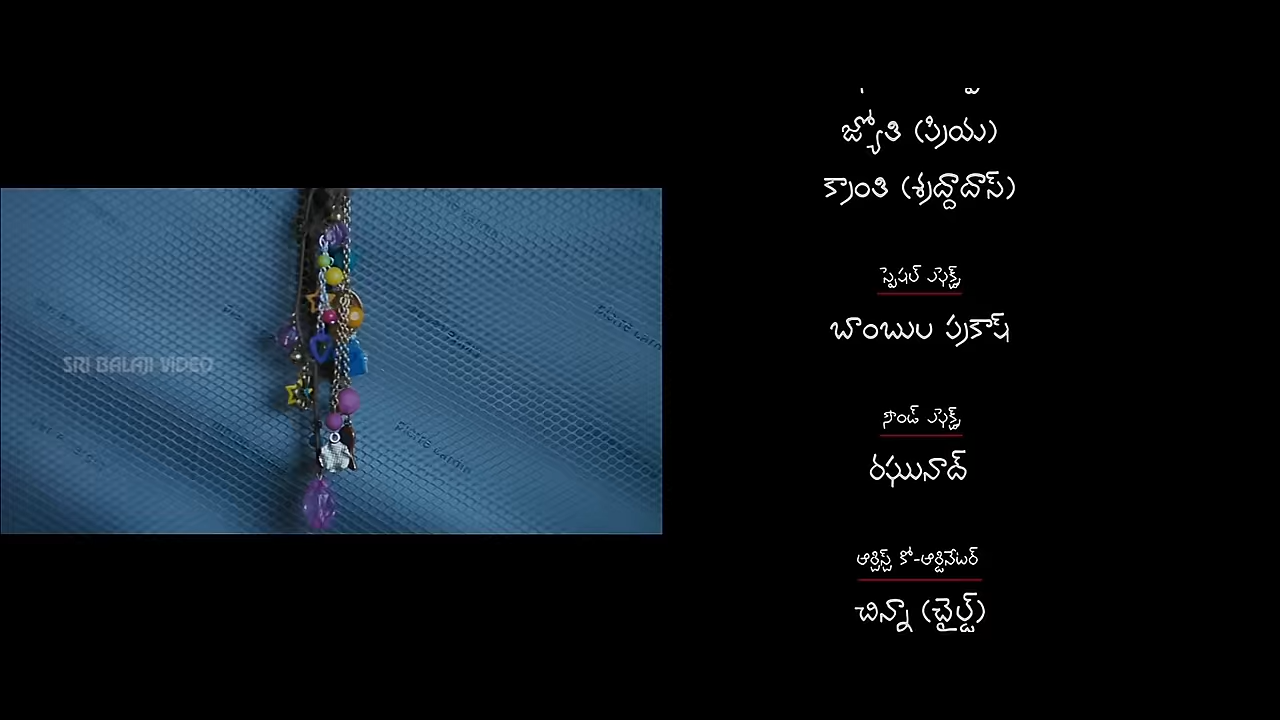 జ్యోతి (ప్రియ)
క్రాంతి (శ్రద్దాదాస్)
స్పెషల్ ఎఫెక్ట్స్
బాంబుల ప్రకాష్
సౌండ్ ఎఫెక్ట్స్
రఘునాద్
ఆర్టిస్ట్ కో-ఆర్డినేటర్
చిన్నా (ఛైల్డ్)
SRI BALAJI VIDEO